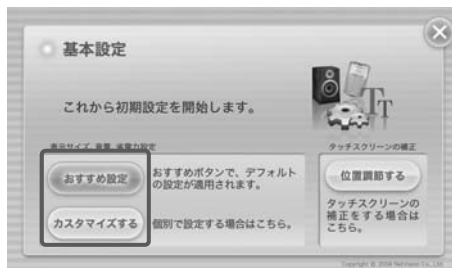 基本設定
これから初期設定を開始します。
表示サイズ、音量、省電力設定
おすすめ設定
おすすめボタンで、デフォルト
の設定が適用されます。
カスタマイズする
個別で設定する場合はこちら。
タッチスクリーンの補正
位置調節する
タッチスクリーンの
補正をする場合は
こちら。